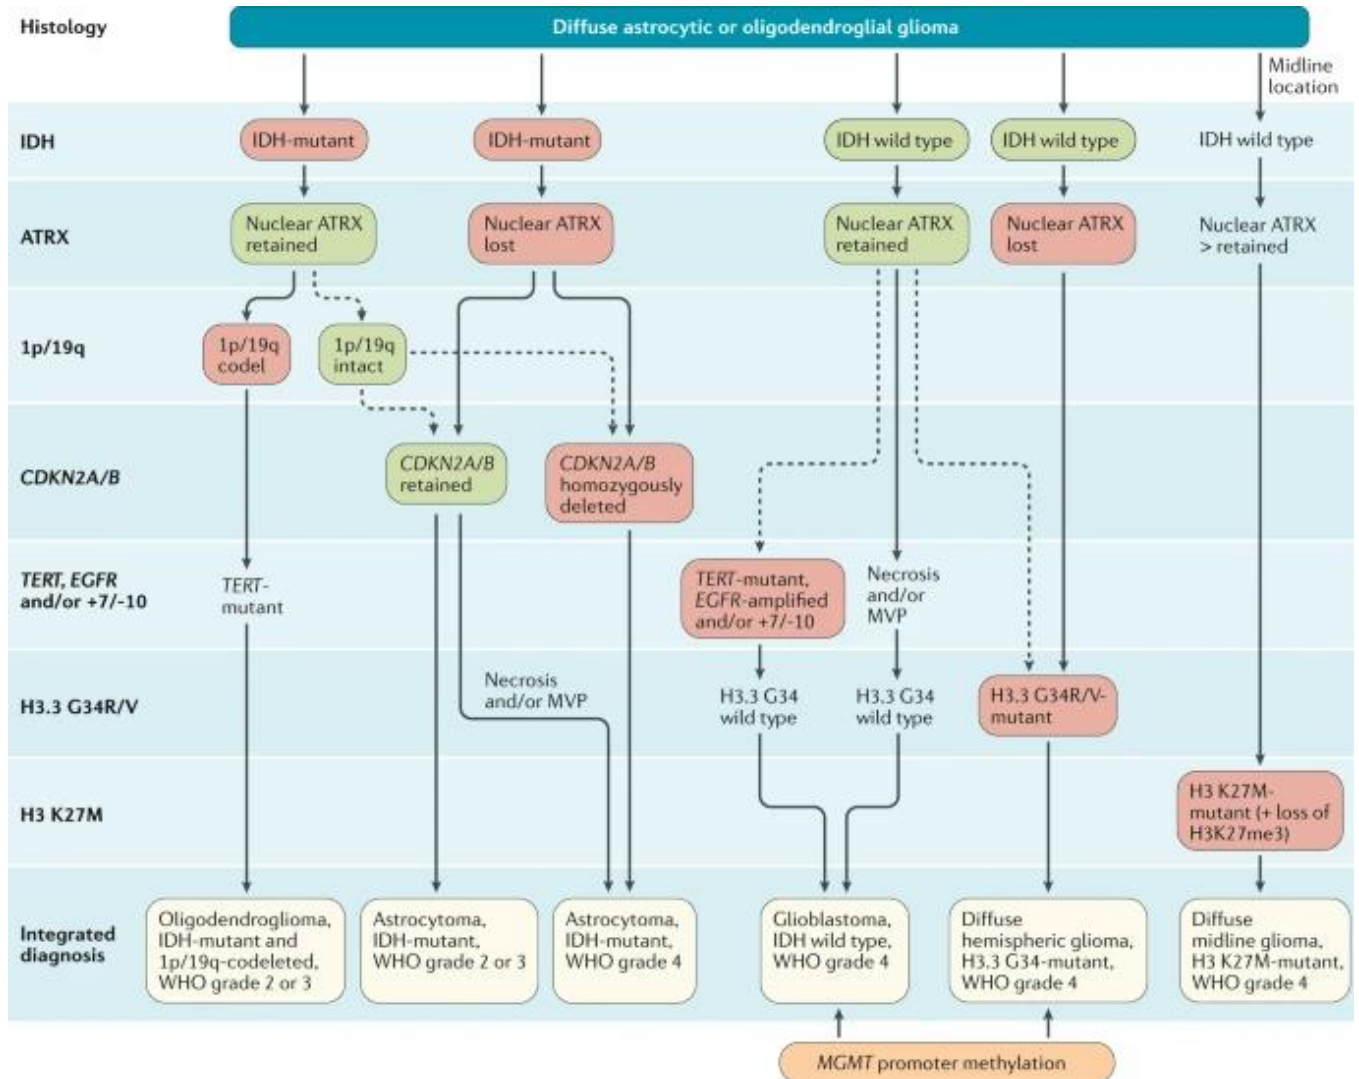 Histology
Diffuse astrocytic or oligodendroglial glioma
Midline
location
IDH
IDH-mutant
IDH-mutant
IDH wild type
IDH wild type
IDH wild type
ATRX
Nuclear ATRX
retained
Nuclear ATRX
lost
Nuclear ATRX
retained
Nuclear ATRX
lost
Nuclear ATRX
> retained
1p/19q
1p/19q
codel
1p/19q
intact
CDKN2A/B
CDKN2A/B
retained
CDKN2A/B
homozygously
deleted
TERT, EGFR
and/or +7/-10
TERT-
mutant
TERT-mutant,
EGFR-amplified
and/or +7/-10
Necrosis
and/or
MVP
H3.3 G34R/V
Necrosis
and/or MVP
H3.3 G34
wild type
H3.3 G34
wild type
H3.3 G34R/V-
mutant
H3 K27M
H3 K27M-
mutant (+ loss of
H3K27me3)
Integrated
diagnosis
Oligodendroglioma,
IDH-mutant and
1p/19q-codeleted,
WHO grade 2 or 3
Astrocytoma,
IDH-mutant,
WHO grade 2 or 3
Astrocytoma,
IDH-mutant,
WHO grade 4
Glioblastoma,
IDH wild type,
WHO grade 4
Diffuse
hemispheric glioma,
H3.3 G34-mutant,
WHO grade 4
Diffuse
midline glioma,
H3 K27M-mutant,
WHO grade 4
MGMT promoter methylation